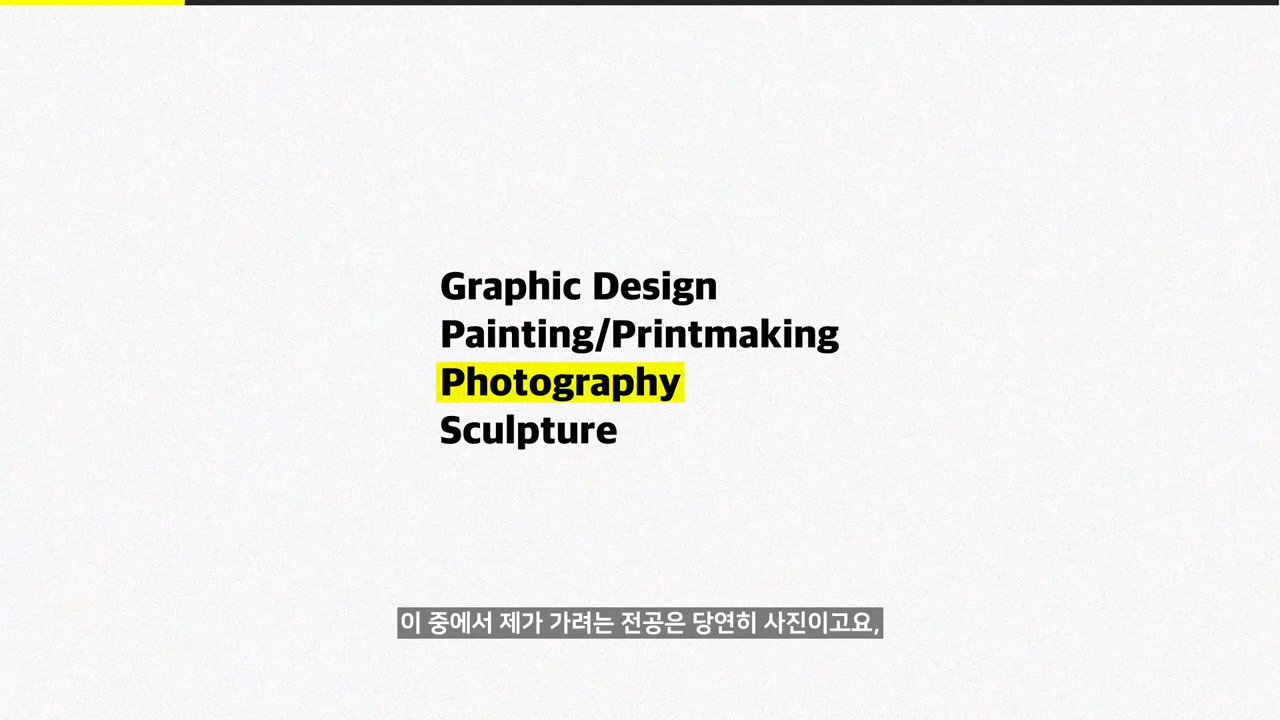 Graphic Design
Painting/Printmaking
Photography
Sculpture
이 중에서 제가 가려는 전공은 당연히 사진이고요,